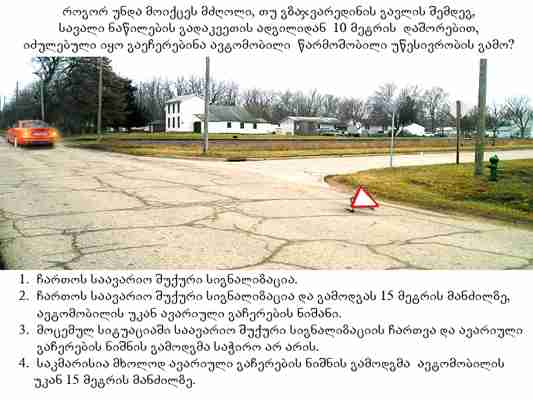 როგორ უნდა მოიქცეს მძღოლი, თუ გზაჯვარედინის გავლის შემდეგ,
სავალი ნაწილების გადაკვეთის ადგილიდან 10 მეტრის დაშორებით,
იძულებული იყო გაეჩერებინა ავტომობილი წარმოშობილი უწესივრობის გამო?
1. ჩართოს საავარიო შუქური სიგნალიზაცია.
2. ჩართოს საავარიო შუქური სიგნალიზაცია და გამოდგას 15 მეტრის მანძილზე,
ავტომობილის უკან ავარიული გაჩერების ნიშანი.
3. მოცემულ სიტუაციაში საავარიო შუქური სიგნალიზაციის ჩართვა და ავარიული
გაჩერების ნიშნის გამოდგმა საჭირო არ არის.
4. საკმარისია მხოლოდ ავარიული გაჩერების ნიშნის გამოდგმა ავტომობილის
უკან 15 მეტრის მანძილზე.